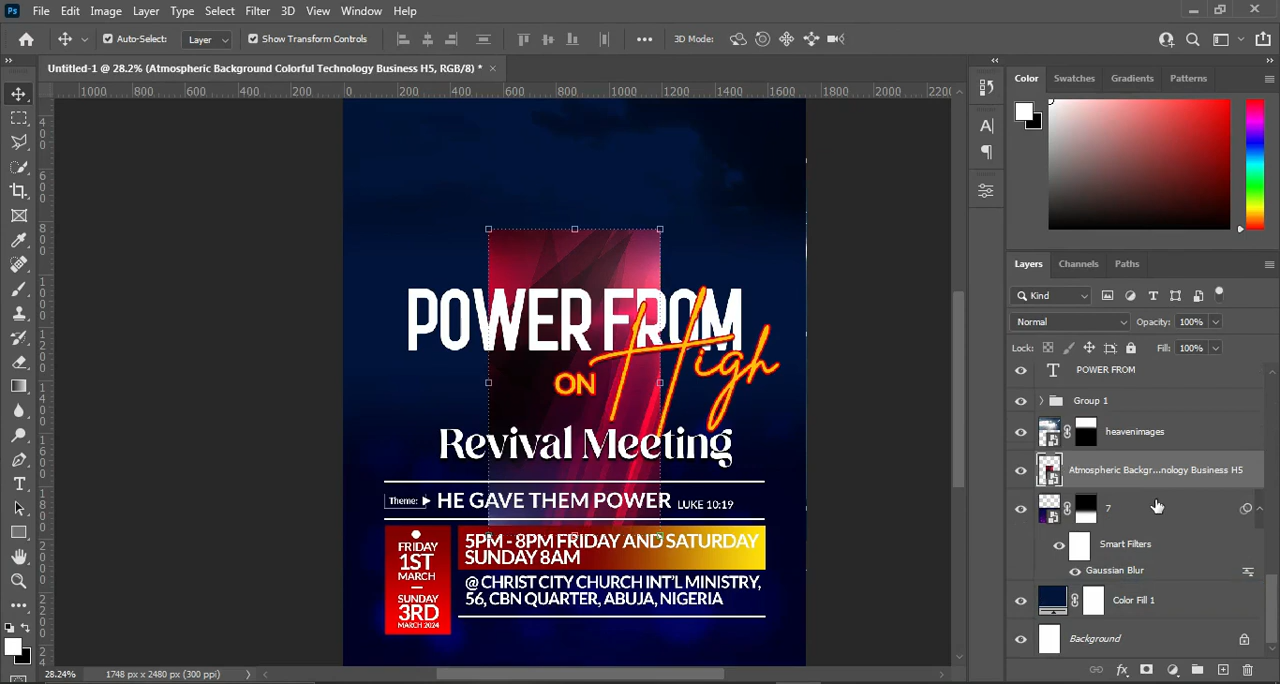 Ps File Edit Image Layer Type Select Filter 3D View Window Help
Auto-Select: Layer Show Transform Controls 3D Mode:
Untitled-1 @ 28.2% (Atmospheric Background Colorful Technology Business H5, RGB/8) *
1000 800 600 400 200 0 200 400 600 800 1000 1200 1400 1600 1800 2000 2200
POWER FROM
ON High
Revival Meeting
Theme: HE GAVE THEM POWER LUKE 10:19
FRIDAY
1ST
MARCH
SUNDAY
3RD
MARCH 2024
5PM - 8PM FRIDAY AND SATURDAY
SUNDAY 8AM
@ CHRIST CITY CHURCH INT'L MINISTRY,
56, CBN QUARTER, ABUJA, NIGERIA
28.24% 1748 px x 2480 px (300 ppi)
Color Swatches Gradients Patterns
Layers Channels Paths
Kind
Normal Opacity: 100%
Lock: Fill: 100%
POWER FROM
Group 1
heavenimages
Atmospheric Backgr...nology Business H5
7
Smart Filters
Gaussian Blur
Color Fill 1
Background